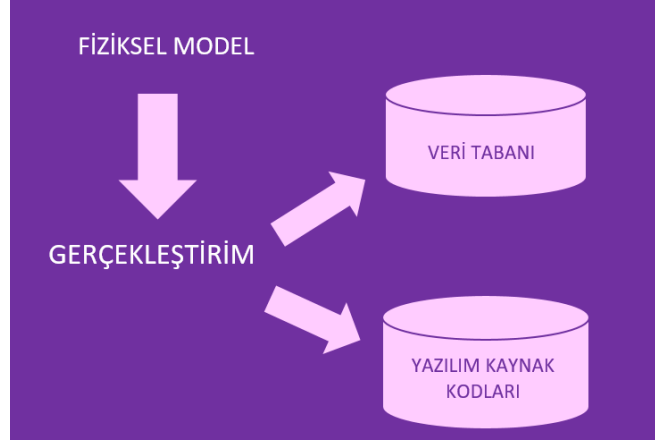 FİZİKSEL MODEL
VERİ TABANI
GERÇEKLEŞTİRİM
YAZILIM KAYNAK
KODLARI